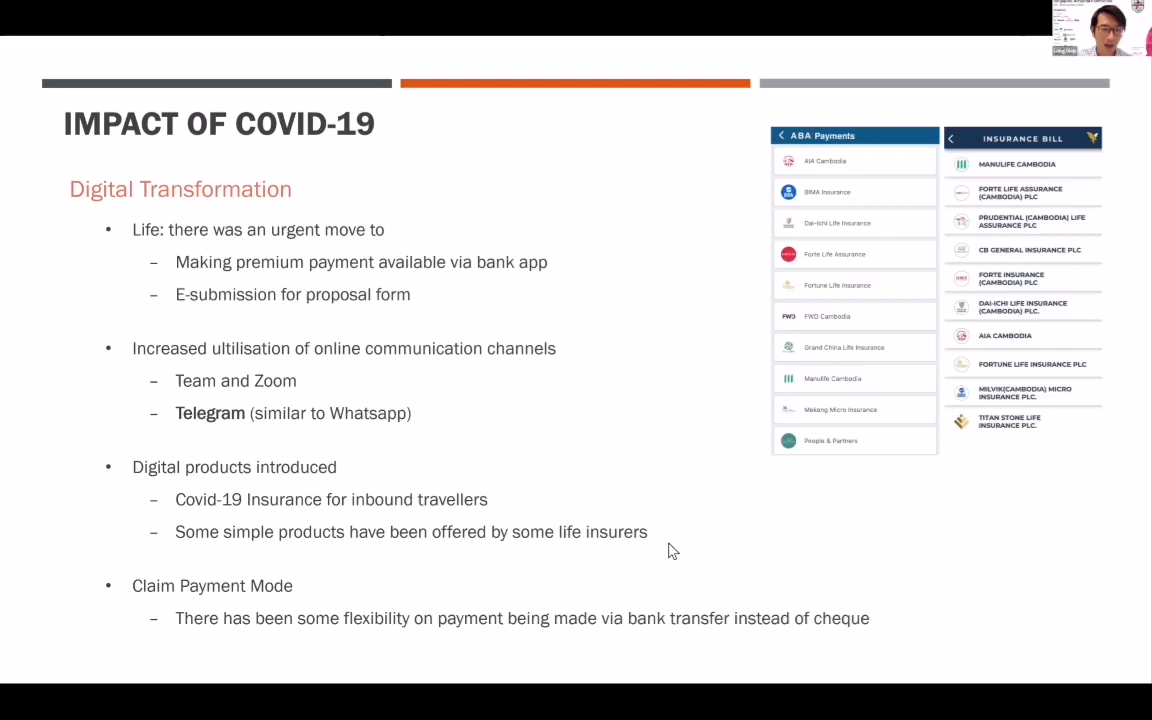 IMPACT OF COVID-19
Digital Transformation
• Life: there was an urgent move to
– Making premium payment available via bank app
– E-submission for proposal form
• Increased ultilisation of online communication channels
– Team and Zoom
– Telegram (similar to Whatsapp)
• Digital products introduced
– Covid-19 Insurance for inbound travellers
– Some simple products have been offered by some life insurers
• Claim Payment Mode
– There has been some flexibility on payment being made via bank transfer instead of cheque
ABA Payments
AIA Cambodia
BIMA Insurance
Dai-ichi Life Insurance
Forte Life Assurance
Fortune Life Insurance
FWD
FWD Cambodia
Grand China Life Insurance
Manulife Cambodia
Mekong Micro Insurance
People & Partners
INSURANCE BILL
MANULIFE CAMBODIA
FORTE LIFE ASSURANCE
(CAMBODIA) PLC
PRUDENTIAL (CAMBODIA) LIFE
ASSURANCE PLC
CB GENERAL INSURANCE PLC
FORTE INSURANCE
(CAMBODIA) PLC
DAI-ICHI LIFE INSURANCE
(CAMBODIA) PLC.
AIA CAMBODIA
FORTUNE LIFE INSURANCE PLC
MILVIK(CAMBODIA) MICRO
INSURANCE PLC.
TITAN STONE LIFE
INSURANCE PLC.